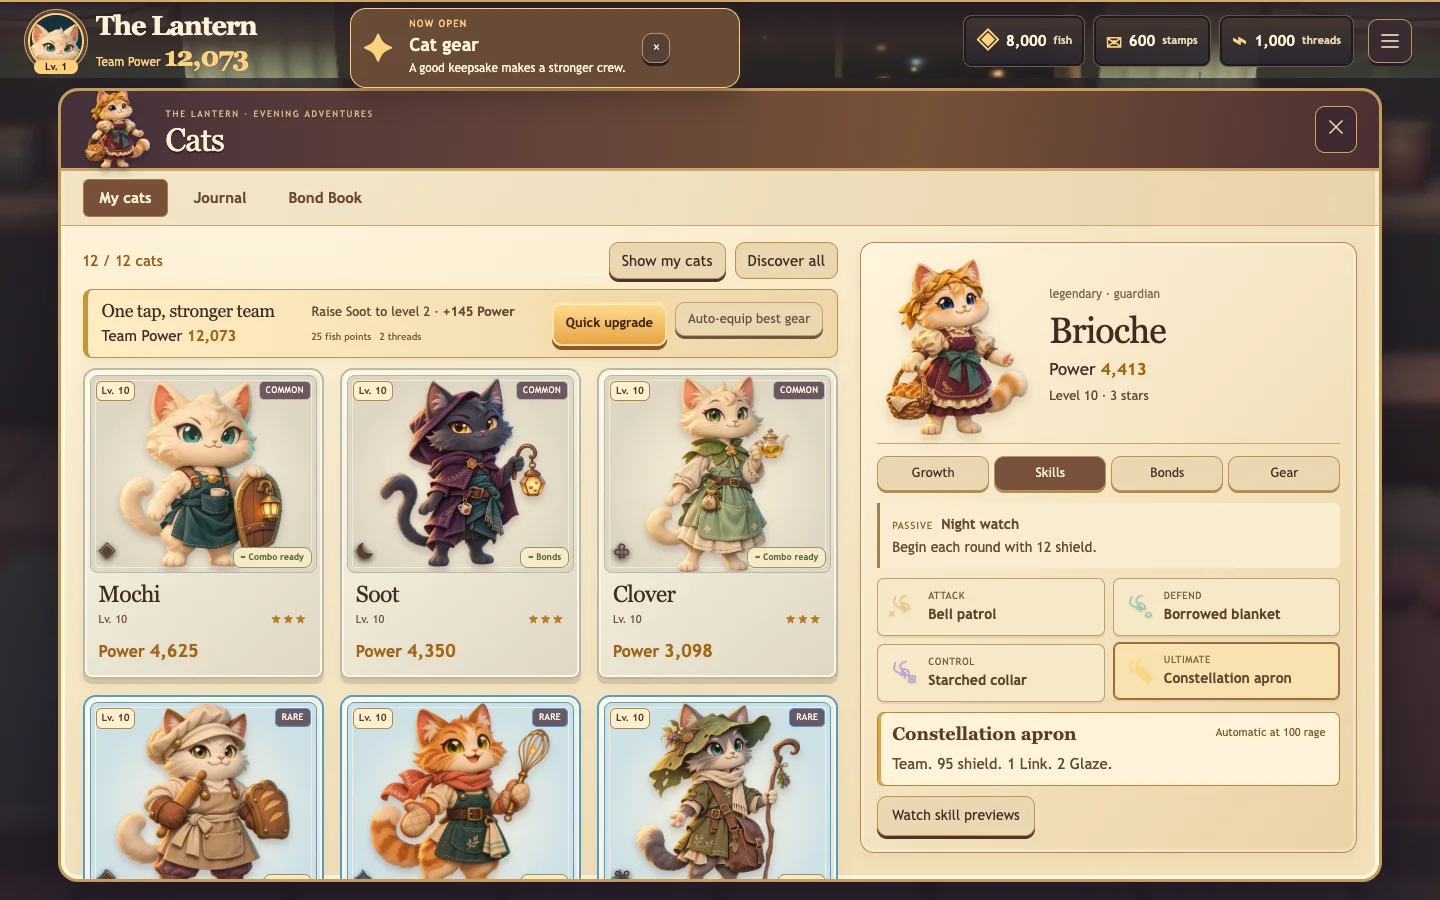 The Lantern
Team Power 12,073
Lv. 1
NOW OPEN
Cat gear
A good keepsake makes a stronger crew.
×
8,000 fish
600 stamps
1,000 threads
THE LANTERN · EVENING ADVENTURES
Cats
My cats
Journal
Bond Book
12 / 12 cats
Show my cats
Discover all
One tap, stronger team
Team Power 12,073
Raise Soot to level 2 · +145 Power
25 fish points 2 threads
Quick upgrade
Auto-equip best gear
Lv. 10
COMMON
Combo ready
Mochi
Lv. 10
★★★
Power 4,625
Lv. 10
COMMON
Bonds
Soot
Lv. 10
★★★
Power 4,350
Lv. 10
COMMON
Combo ready
Clover
Lv. 10
★★★
Power 3,098
Lv. 10
RARE
Lv. 10
RARE
Lv. 10
RARE
legendary · guardian
Brioche
Power 4,413
Level 10 · 3 stars
Growth
Skills
Bonds
Gear
PASSIVE Night watch
Begin each round with 12 shield.
ATTACK
Bell patrol
DEFEND
Borrowed blanket
CONTROL
Starched collar
ULTIMATE
Constellation apron
Constellation apron
Automatic at 100 rage
Team. 95 shield. 1 Link. 2 Glaze.
Watch skill previews